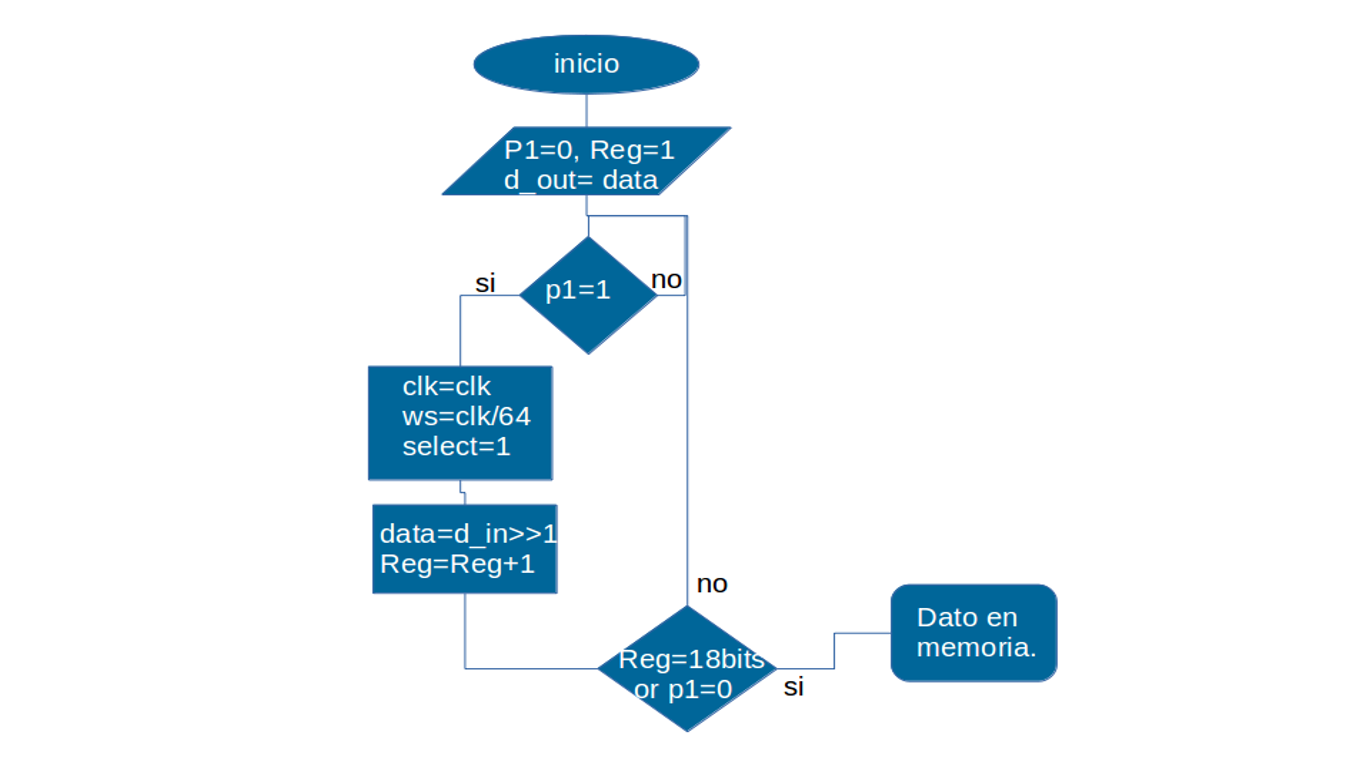 inicio
P1=0, Reg=1
d_out= data
si
p1=1
no
clk=clk
ws=clk/64
select=1
data=d_in>>1
Reg=Reg+1
no
Reg=18bits
or p1=0
si
Dato en
memoria.